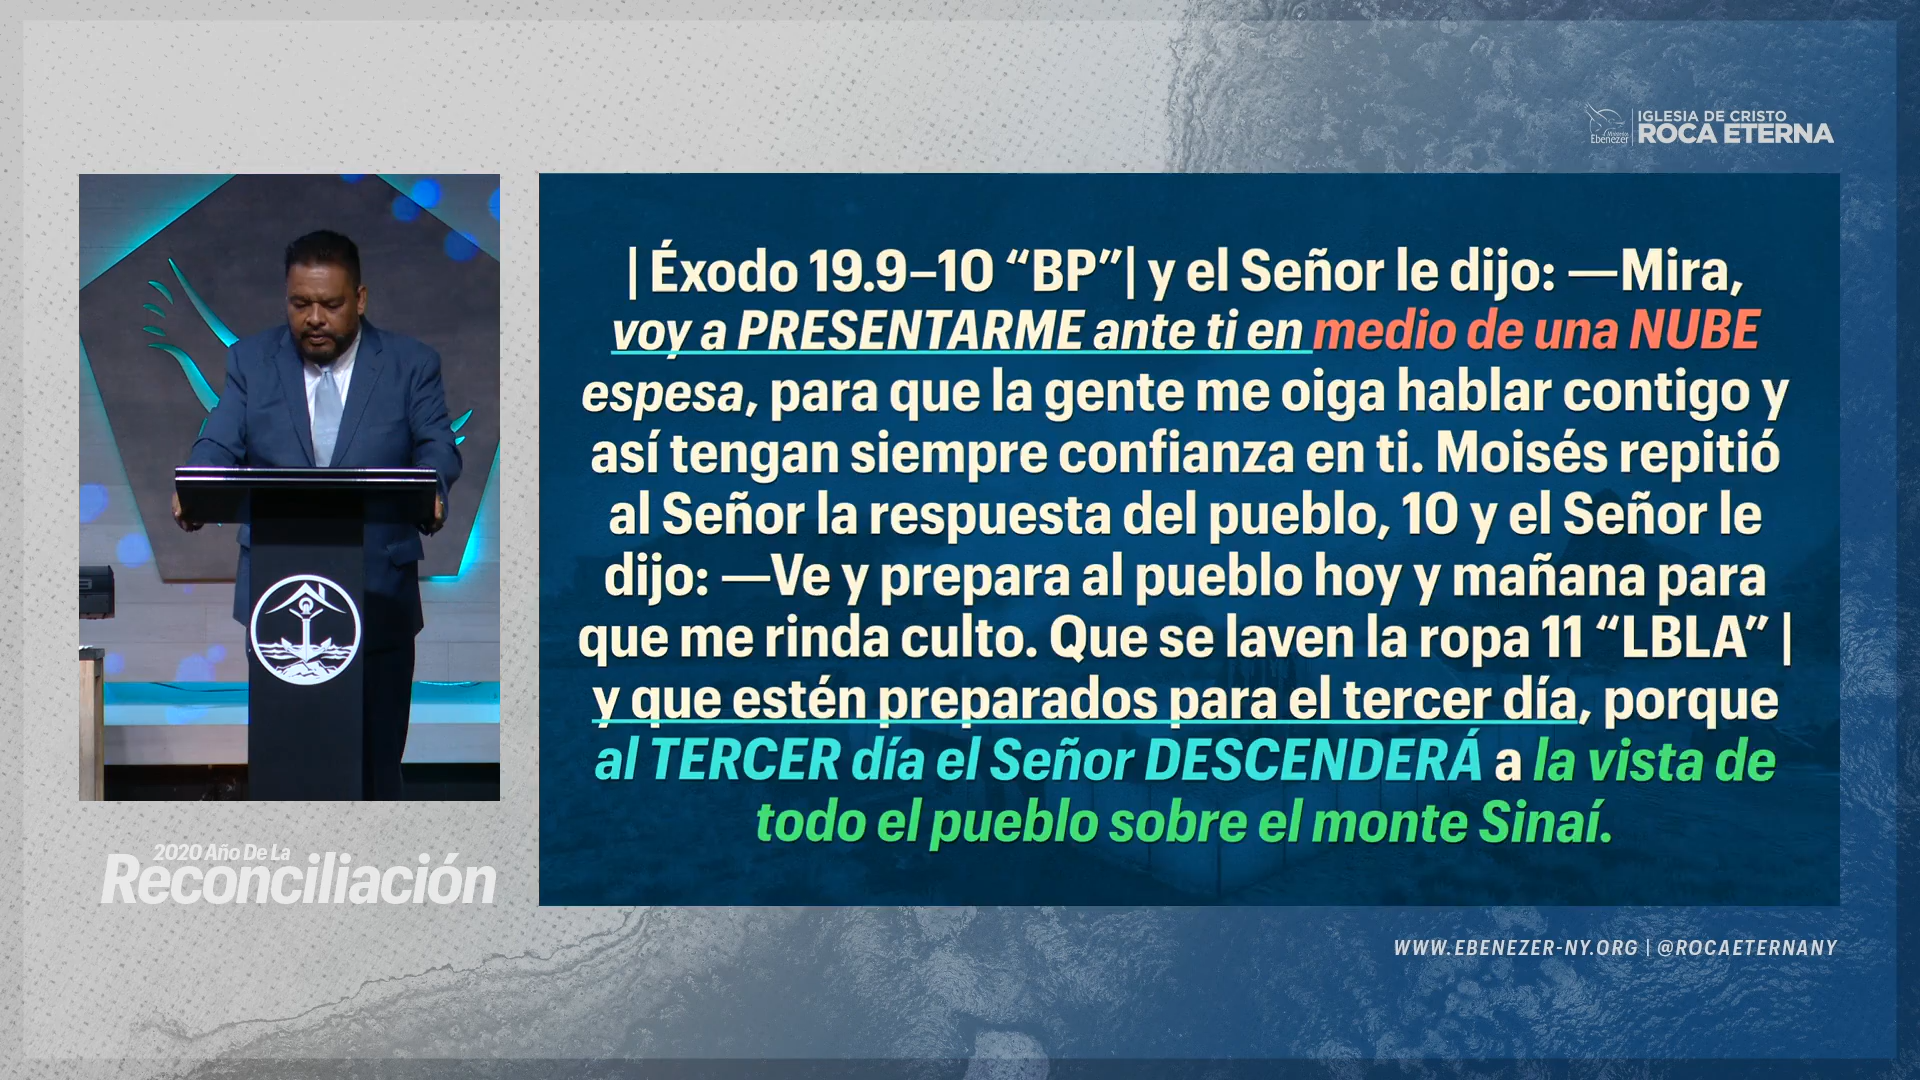 IGLESIA DE CRISTO
ROCA ETERNA
Ministerios
Ebenezer
| Éxodo 19.9–10 “BP”| y el Señor le dijo: —Mira,
voy a PRESENTARME ante ti en medio de una NUBE
espesa, para que la gente me oiga hablar contigo y
así tengan siempre confianza en ti. Moisés repitió
al Señor la respuesta del pueblo, 10 y el Señor le
dijo: —Ve y prepara al pueblo hoy y mañana para
que me rinda culto. Que se laven la ropa 11 “LBLA” |
y que estén preparados para el tercer día, porque
al TERCER día el Señor DESCENDERÁ a la vista de
todo el pueblo sobre el monte Sinaí.
2020 Año De La
Reconciliación
WWW.EBENEZER-NY.ORG | @ROCAETERNANY